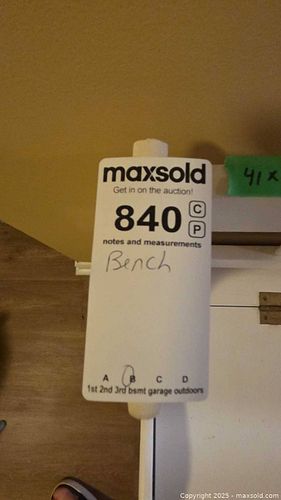 maxsold
Get in on the auction!
840 C
P
notes and measurements
Bench
A B C D
1st 2nd 3rd bsmt garage outdoors
41 x
Copyright © 2025 - maxsold.com